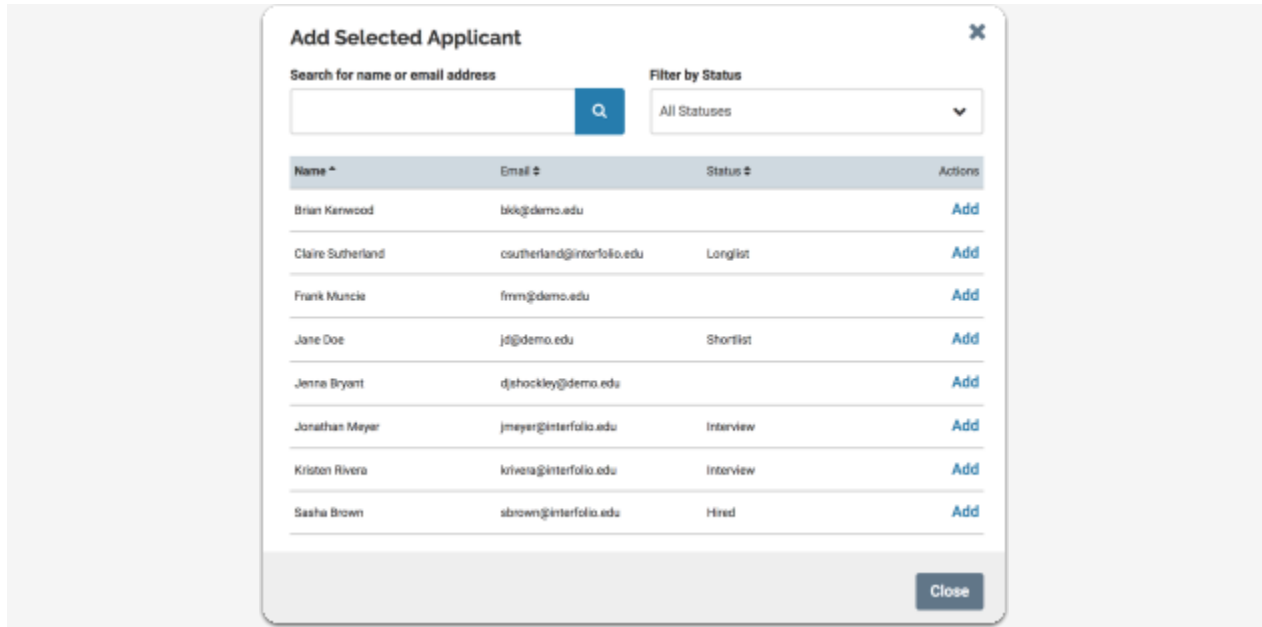 Add Selected Applicant
Search for name or email address Filter by Status
All Statuses
Name Email Status Actions
Brian Kenwood bkk@demo.edu Add
Claire Sutherland csutherland@interfolio.edu Longlist Add
Frank Muncie fmm@demo.edu Add
Jane Doe jd@demo.edu Shortlist Add
Jenna Bryant djshockley@demo.edu Add
Jonathan Meyer jmeyer@interfolio.edu Interview Add
Kristen Rivera krivera@interfolio.edu Interview Add
Sasha Brown sbrown@interfolio.edu Hired Add
Close